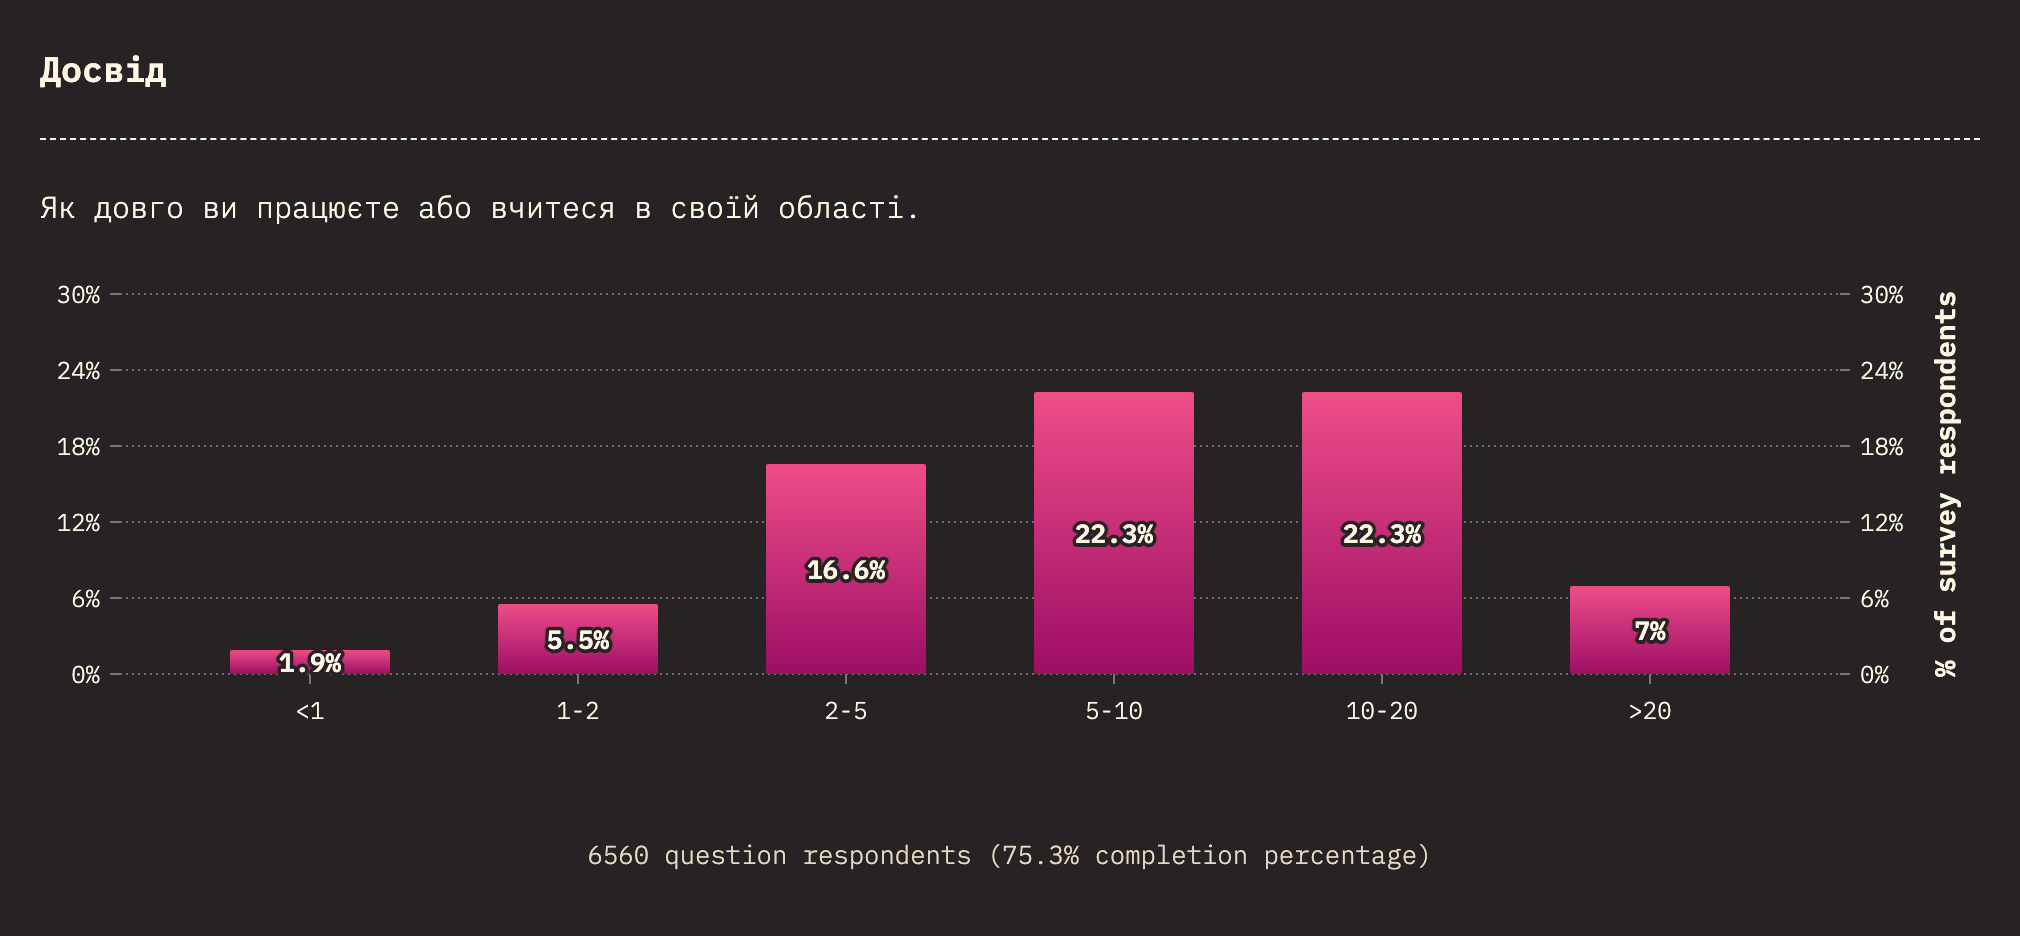 Досвід
Як довго ви працюєте або вчитеся в своїй області.
30% 30%
24% 24%
18% 18%
12% 12%
6% 6%
0% 0%
% of survey respondents
1.9% 5.5% 16.6% 22.3% 22.3% 7%
<1 1-2 2-5 5-10 10-20 >20
6560 question respondents (75.3% completion percentage)